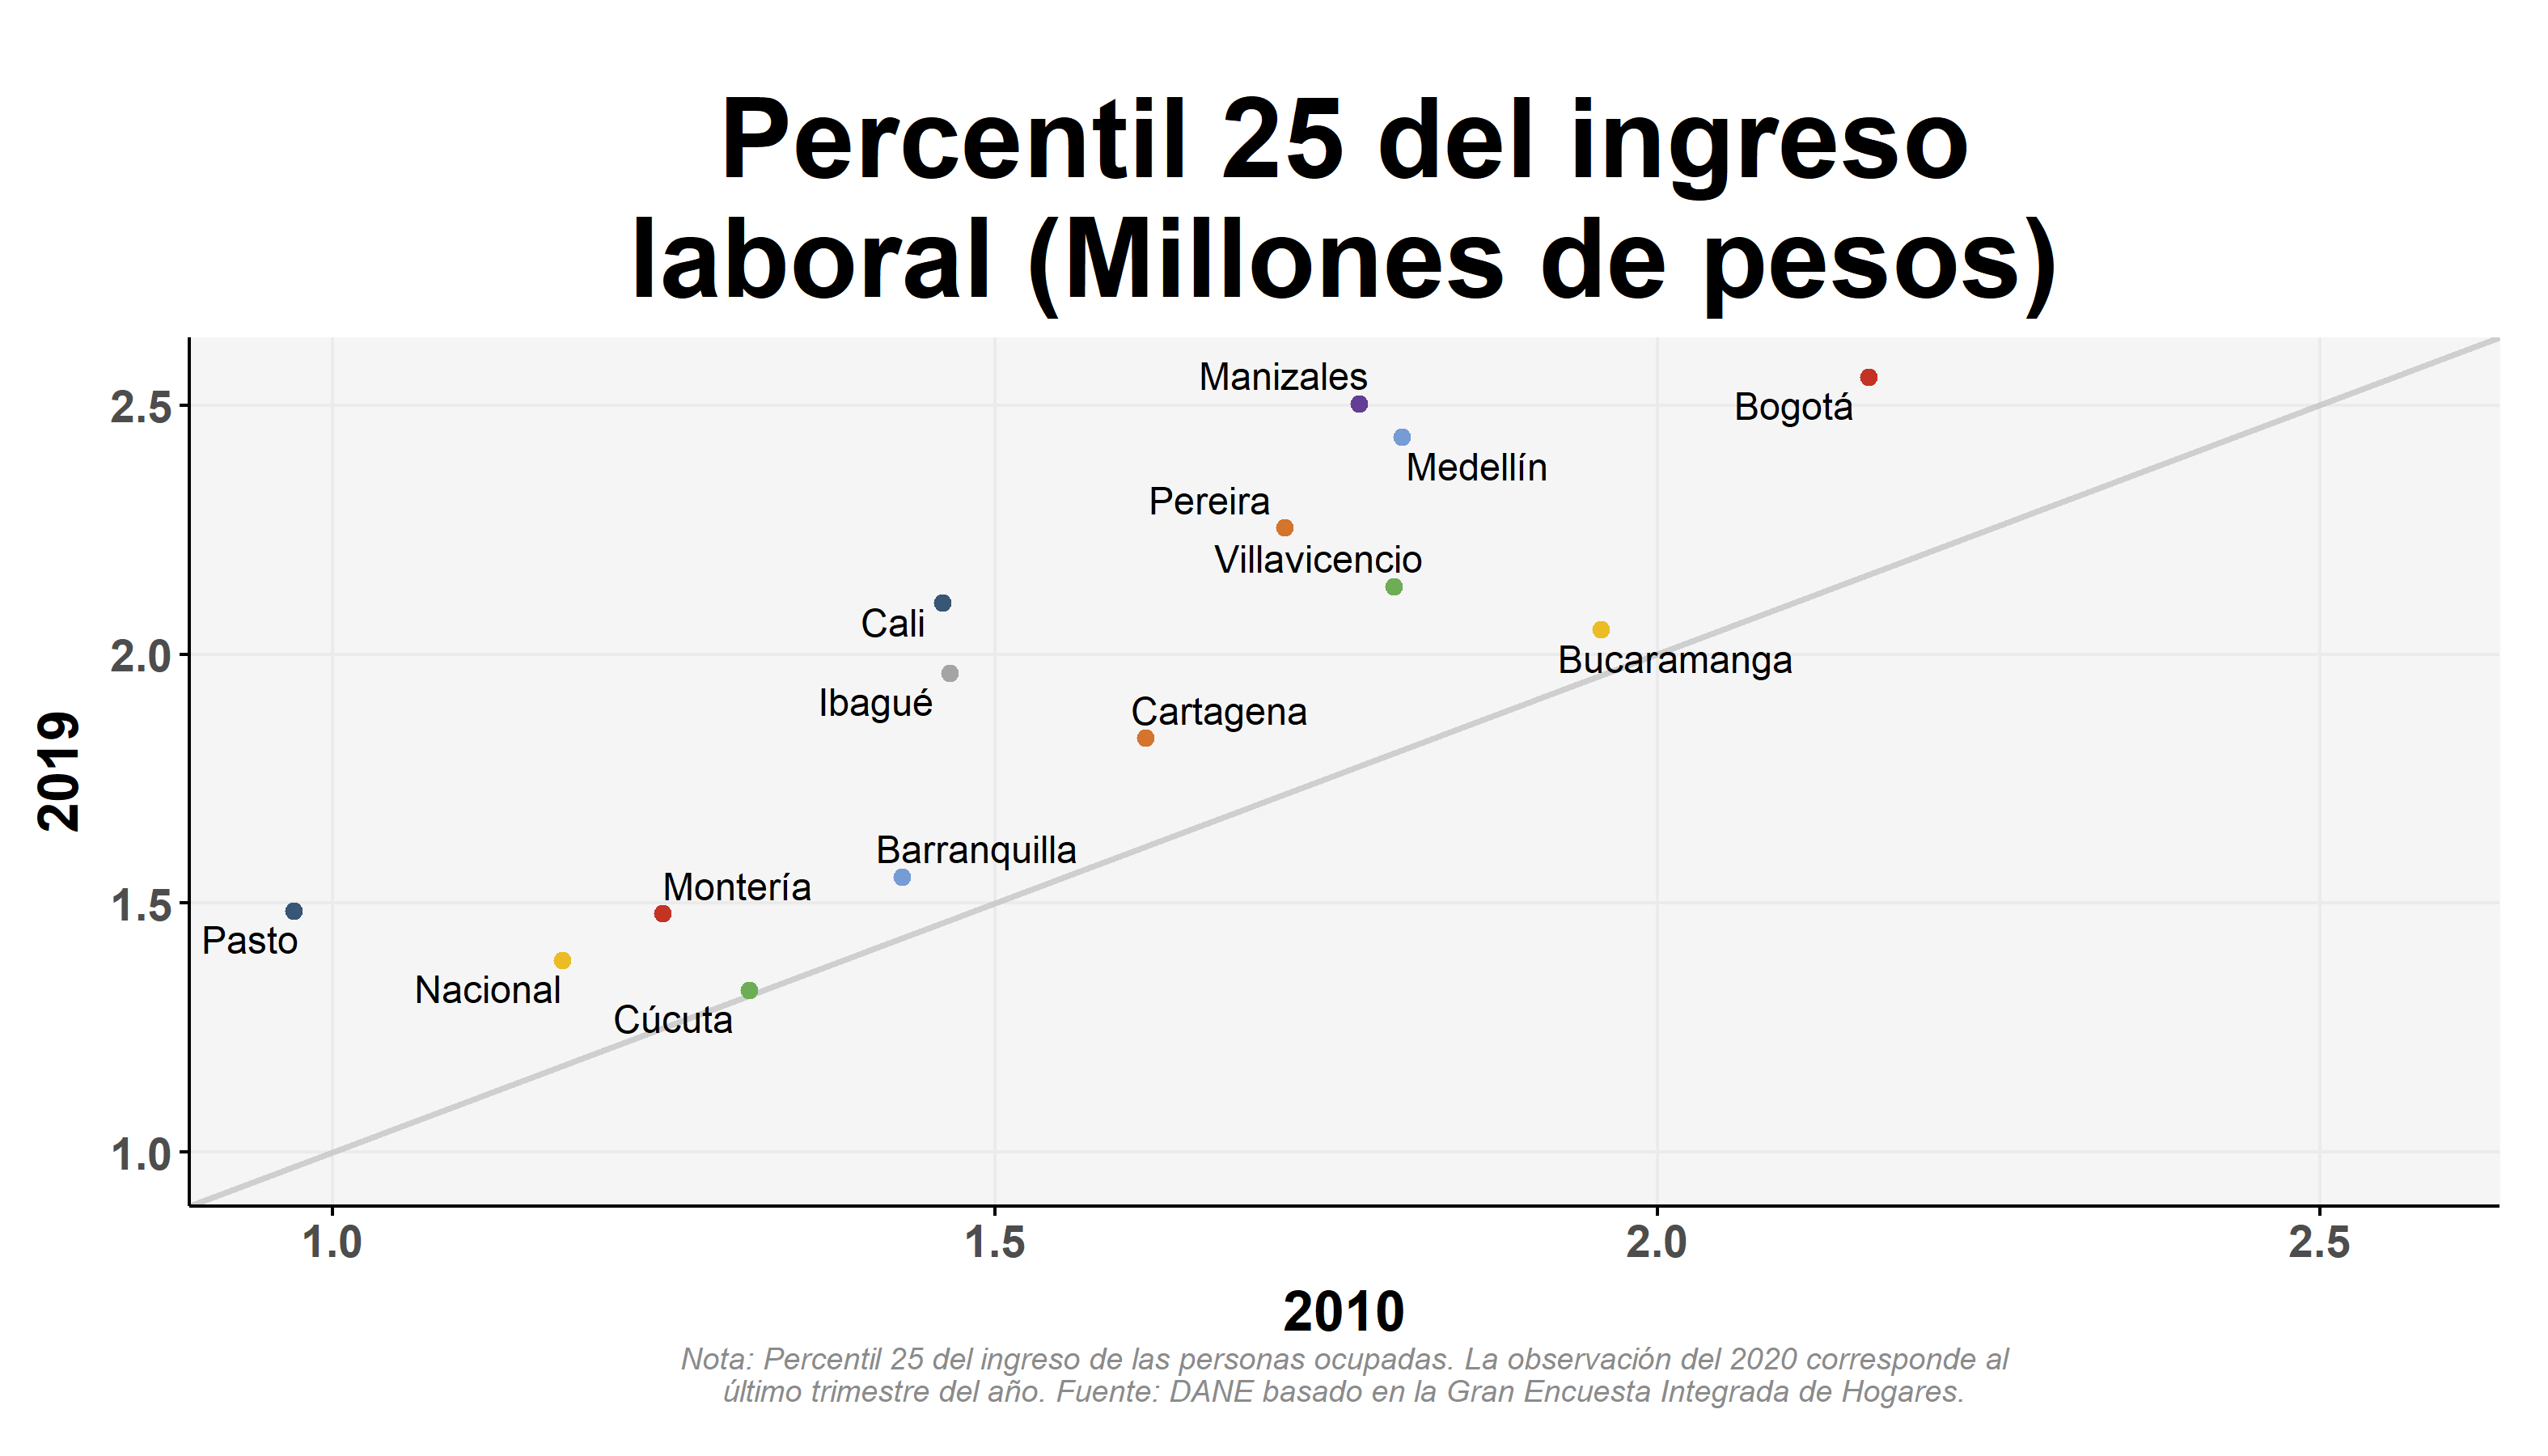 Percentil 25 del ingreso
laboral (Millones de pesos)
Manizales
Bogotá
Medellín
Pereira
Villavicencio
Cali
Bucaramanga
Ibagué
Cartagena
Barranquilla
Montería
Pasto
Nacional
Cúcuta
2.5
2.0
1.5
1.0
2019
1.0 1.5 2.0 2.5
2010
Nota: Percentil 25 del ingreso de las personas ocupadas. La observación del 2020 corresponde al
último trimestre del año. Fuente: DANE basado en la Gran Encuesta Integrada de Hogares.